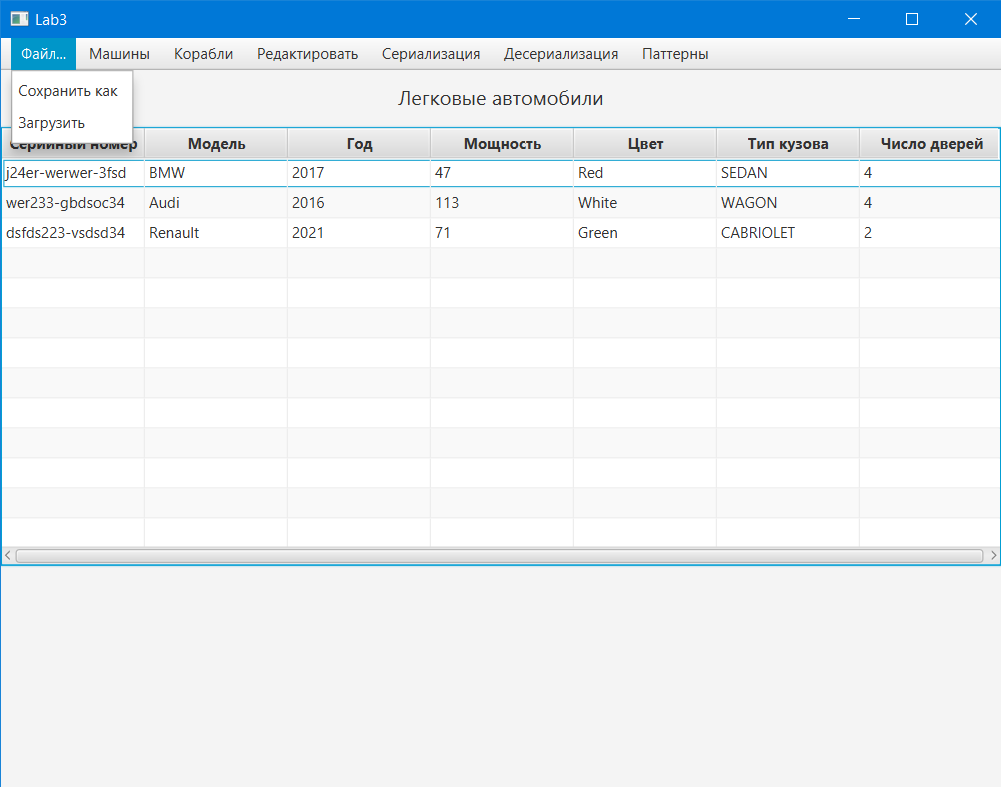 Lab3
Файл... Машины Корабли Редактировать Сериализация Десериализация Паттерны
Сохранить как
Загрузить
Легковые автомобили
Серийный номер Модель Год Мощность Цвет Тип кузова Число дверей
j24er-werwer-3fsd BMW 2017 47 Red SEDAN 4
wer233-gbdsoc34 Audi 2016 113 White WAGON 4
dsfds223-vsdsd34 Renault 2021 71 Green CABRIOLET 2